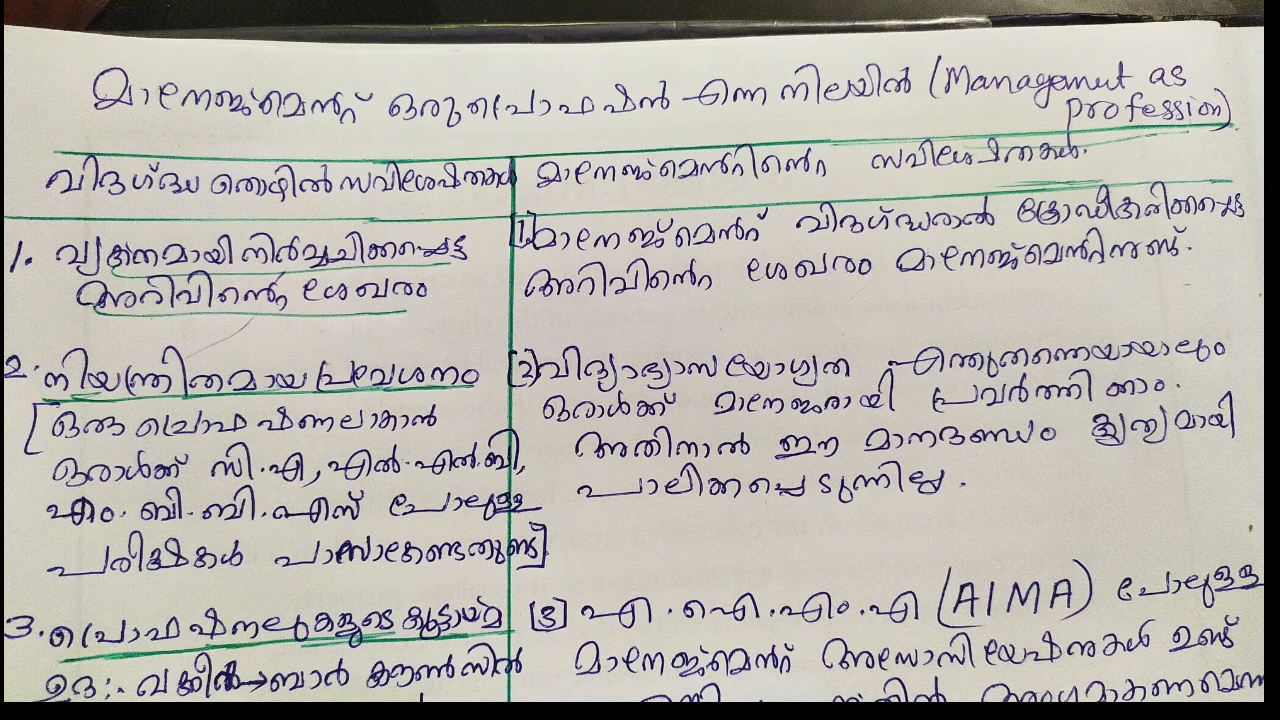 മാനേജ്മെൻ്റ് ഒരു പ്രൊഫഷൻ എന്ന നിലയിൽ (Management as
profession)
വിദഗ്ദ്ധ തൊഴിൽ സവിശേഷതകൾ
1. വ്യക്തമായി നിർവ്വചിക്കപ്പെട്ട
അറിവിന്റെ ശേഖരം
2. നിയന്ത്രിതമായ പ്രവേശനം
[ഒരു പ്രൊഫഷണലാകാൻ
ഒരാൾക്ക് സി.എ, എൽ.എൽ.ബി,
എം.ബി.ബി.എസ് പോലുള്ള
പരീക്ഷകൾ പാസാകേണ്ടതുണ്ട്]
3. പ്രൊഫഷനലുകളുടെ കൂട്ടായ്മ
ഉദ:- വക്കീൽ→ബാർ കൗൺസിൽ
മാനേജ്മെൻ്റിൻ്റെ സവിശേഷതകൾ.
[1] മാനേജ്മെൻ്റ് വിദഗ്ദ്ധരാൽ ക്രോഡീകരിക്കപ്പെട്ട
അറിവിൻ്റെ ശേഖരം മാനേജ്മെൻ്റിനുണ്ട്.
[2] വിദ്യാഭ്യാസ യോഗ്യത എന്തുതന്നെയായാലും
ഒരാൾക്ക് മാനേജരായി പ്രവർത്തിക്കാം.
അതിനാൽ ഈ മാനദണ്ഡം കൃത്യമായി
പാലിക്കപ്പെടുന്നില്ല.
[3] എ.ഐ.എം.എ (AIMA) പോലുള്ള
മാനേജ്മെൻ്റ് അസോസിയേഷനുകൾ ഉണ്ട്